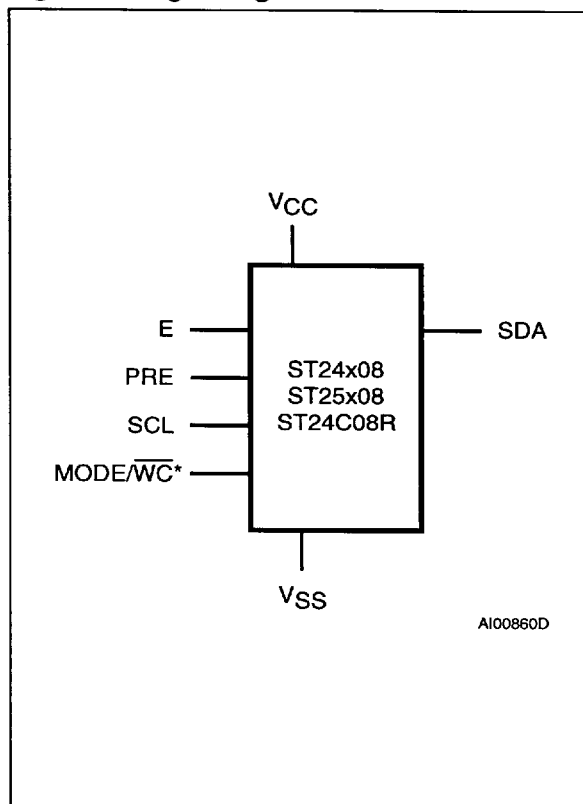 VCC
E
PRE
SCL
MODE/WC*
ST24x08
ST25x08
ST24C08R
SDA
VSS
AI00860D